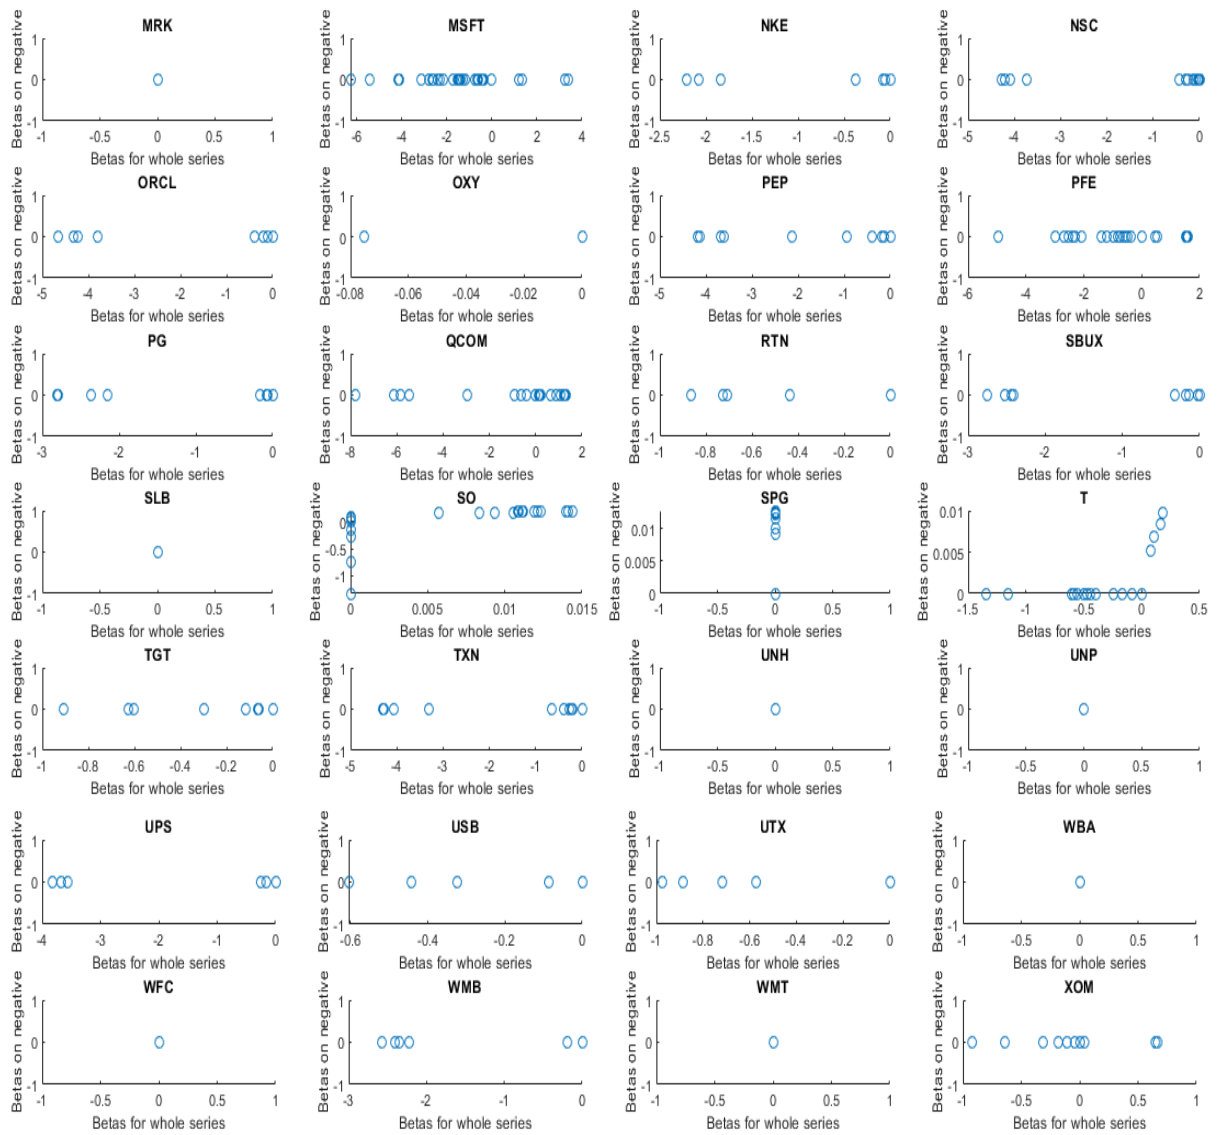 MRK
Betas on negative
1
0
-1
-1 -0.5 0 0.5 1
Betas for whole series
MSFT
Betas on negative
1
0
-1
-6 -4 -2 0 2 4
Betas for whole series
NKE
Betas on negative
1
0
-1
-2.5 -2 -1.5 -1 -0.5 0
Betas for whole series
NSC
Betas on negative
1
0
-1
-5 -4 -3 -2 -1 0
Betas for whole series
ORCL
Betas on negative
1
0
-1
-5 -4 -3 -2 -1 0
Betas for whole series
OXY
Betas on negative
1
0
-1
-0.08 -0.06 -0.04 -0.02 0
Betas for whole series
PEP
Betas on negative
1
0
-1
-5 -4 -3 -2 -1 0
Betas for whole series
PFE
Betas on negative
1
0
-1
-6 -4 -2 0 2
Betas for whole series
PG
Betas on negative
1
0
-1
-3 -2 -1 0
Betas for whole series
QCOM
Betas on negative
1
0
-1
-8 -6 -4 -2 0 2
Betas for whole series
RTN
Betas on negative
1
0
-1
-1 -0.8 -0.6 -0.4 -0.2 0
Betas for whole series
SBUX
Betas on negative
1
0
-1
-3 -2 -1 0
Betas for whole series
SLB
Betas on negative
1
0
-1
-1 -0.5 0 0.5 1
Betas for whole series
SO
Betas on negative
0
-0.5
-1
0 0.005 0.01 0.015
Betas for whole series
SPG
Betas on negative
0.01
0.005
0
-1 -0.5 0 0.5 1
Betas for whole series
T
Betas on negative
0.01
0.005
0
-1.5 -1 -0.5 0 0.5
Betas for whole series
TGT
Betas on negative
1
0
-1
-1 -0.8 -0.6 -0.4 -0.2 0
Betas for whole series
TXN
Betas on negative
1
0
-1
-5 -4 -3 -2 -1 0
Betas for whole series
UNH
Betas on negative
1
0
-1
-1 -0.5 0 0.5 1
Betas for whole series
UNP
Betas on negative
1
0
-1
-1 -0.5 0 0.5 1
Betas for whole series
UPS
Betas on negative
1
0
-1
-4 -3 -2 -1 0
Betas for whole series
USB
Betas on negative
1
0
-1
-0.6 -0.4 -0.2 0
Betas for whole series
UTX
Betas on negative
1
0
-1
-1 -0.8 -0.6 -0.4 -0.2 0
Betas for whole series
WBA
Betas on negative
1
0
-1
-1 -0.5 0 0.5 1
Betas for whole series
WFC
Betas on negative
1
0
-1
-1 -0.5 0 0.5 1
Betas for whole series
WMB
Betas on negative
1
0
-1
-3 -2 -1 0
Betas for whole series
WMT
Betas on negative
1
0
-1
-1 -0.5 0 0.5 1
Betas for whole series
XOM
Betas on negative
1
0
-1
-1 -0.5 0 0.5 1
Betas for whole series